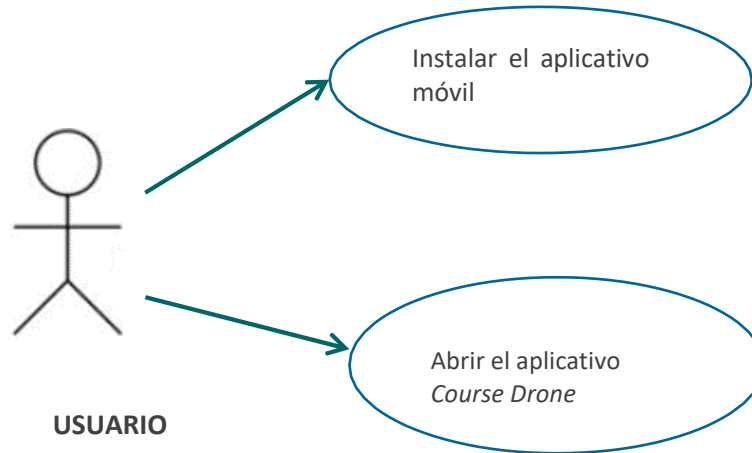 Instalar el aplicativo
móvil
Abrir el aplicativo
Course Drone
USUARIO